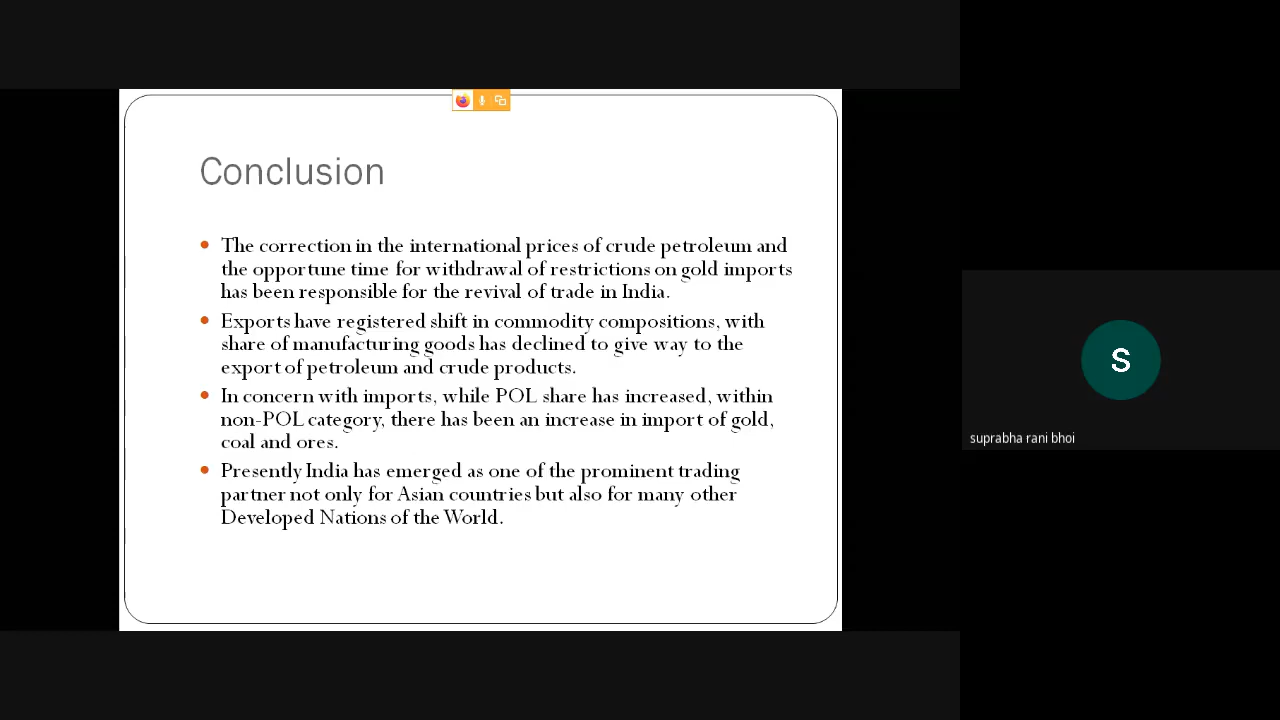 Conclusion
The correction in the international prices of crude petroleum and
the opportune time for withdrawal of restrictions on gold imports
has been responsible for the revival of trade in India.
Exports have registered shift in commodity compositions, with
share of manufacturing goods has declined to give way to the
export of petroleum and crude products.
In concern with imports, while POL share has increased, within
non-POL category, there has been an increase in import of gold,
coal and ores.
Presently India has emerged as one of the prominent trading
partner not only for Asian countries but also for many other
Developed Nations of the World.
S
suprabha rani bhoi